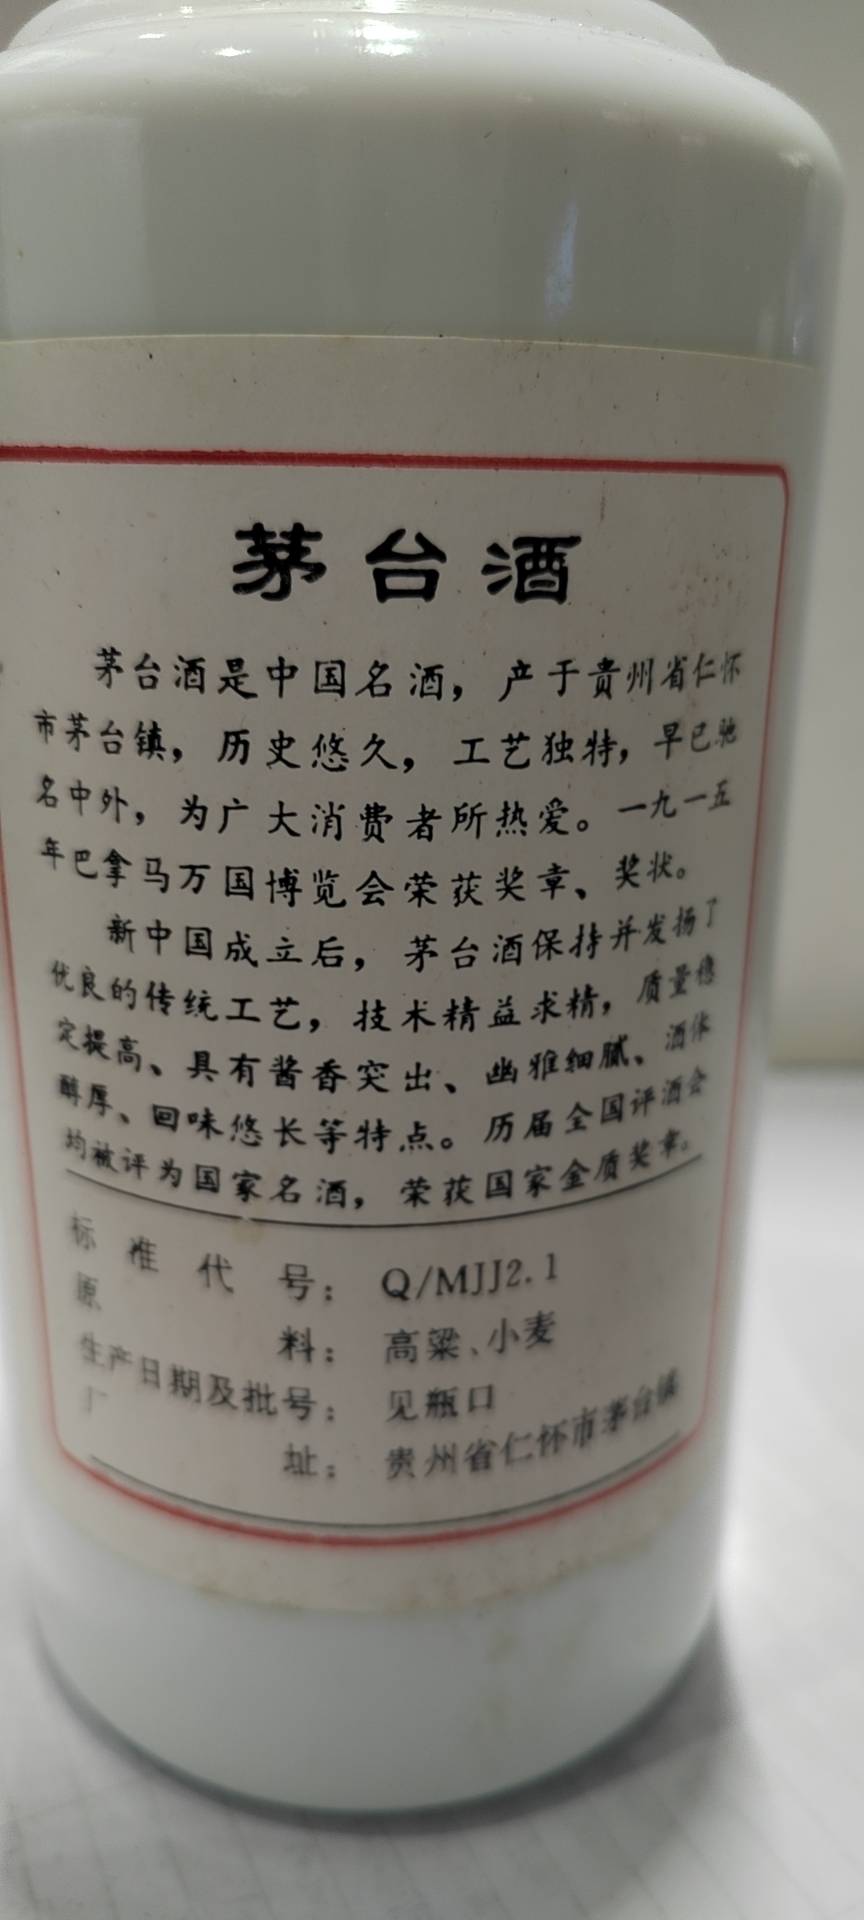 茅台酒
茅台酒是中国名酒，产于贵州省仁怀
市茅台镇，历史悠久，工艺独特，早已驰
名中外，为广大消费者所热爱。一九一五
年巴拿马万国博览会荣获奖章、奖状。
新中国成立后，茅台酒保持并发扬了
优良的传统工艺，技术精益求精，质量稳
定提高、具有酱香突出、幽雅细腻、酒体
醇厚、回味悠长等特点。历届全国评酒会
均被评为国家名酒，荣获国家金质奖章。
标准代号：Q/MJJ2.1
原料：高粱、小麦
生产日期及批号：见瓶口
厂址：贵州省仁怀市茅台镇